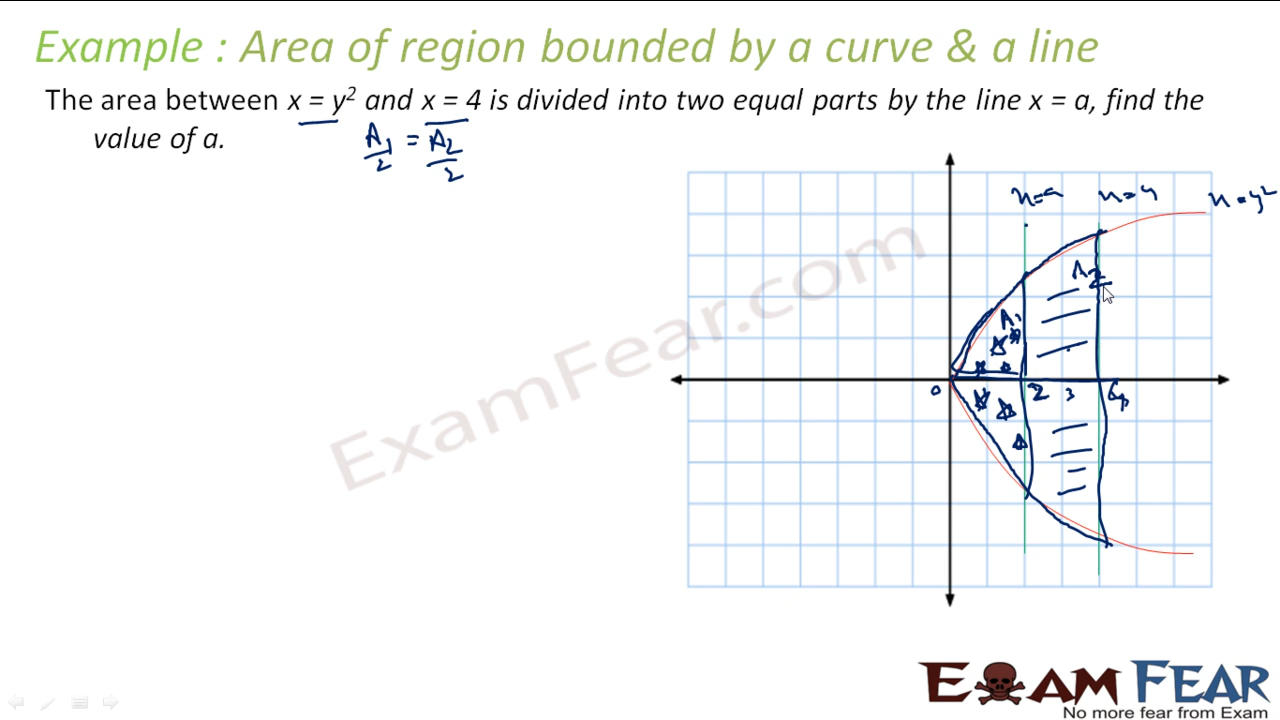 Example : Area of region bounded by a curve & a line
The area between x = y² and x = 4 is divided into two equal parts by the line x = a, find the
value of a.
A₁/2 = A₂/2
x=a x=4 x=y²
A₂
A₁
0 2 3 4
ExamFear.com
EXAM FEAR
No more fear from Exam